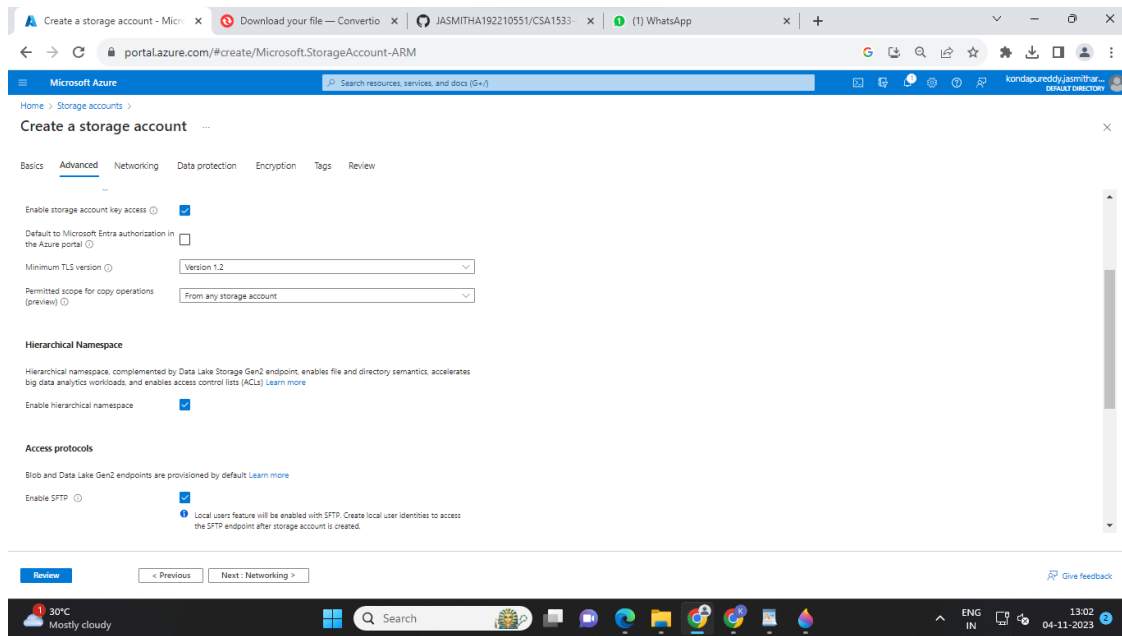 Create a storage account - Micro
Download your file — Convertio
JASMITHA192210551/CSA1533-
(1) WhatsApp
portal.azure.com/#create/Microsoft.StorageAccount-ARM
Microsoft Azure
Search resources, services, and docs (G+/)
1
kondapureddy.jasmithar...
DEFAULT DIRECTORY
Home > Storage accounts >
Create a storage account ...
Basics Advanced Networking Data protection Encryption Tags Review
Enable storage account key access
Default to Microsoft Entra authorization in
the Azure portal
Minimum TLS version
Version 1.2
Permitted scope for copy operations
(preview)
From any storage account
Hierarchical Namespace
Hierarchical namespace, complemented by Data Lake Storage Gen2 endpoint, enables file and directory semantics, accelerates
big data analytics workloads, and enables access control lists (ACLs) Learn more
Enable hierarchical namespace
Access protocols
Blob and Data Lake Gen2 endpoints are provisioned by default Learn more
Enable SFTP
Local users feature will be enabled with SFTP. Create local user identities to access
the SFTP endpoint after storage account is created.
Review
< Previous
Next : Networking >
Give feedback
1
30°C
Mostly cloudy
Search
K
ENG
IN
13:02
04-11-2023
2